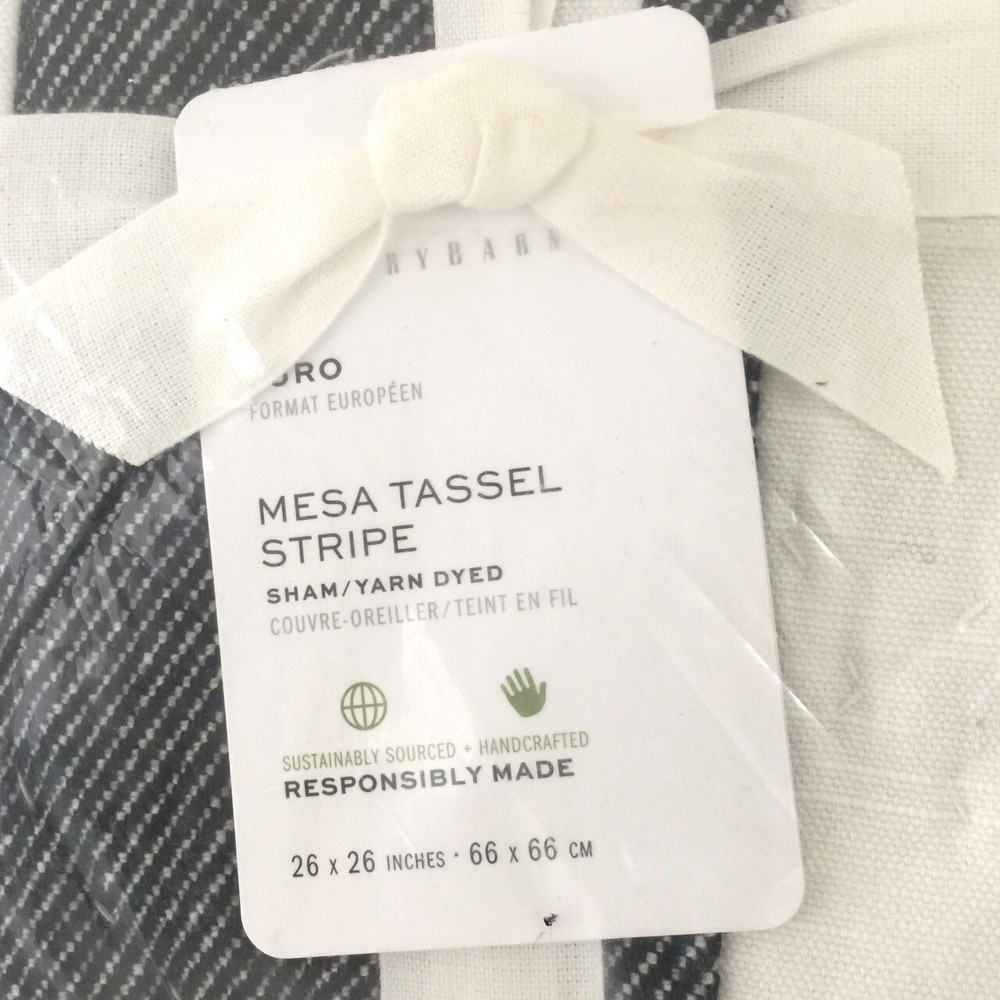 RYBARN
URO
FORMAT EUROPÉEN
MESA TASSEL
STRIPE
SHAM/YARN DYED
COUVRE-OREILLER/TEINT EN FIL
SUSTAINABLY SOURCED + HANDCRAFTED
RESPONSIBLY MADE
26 x 26 INCHES · 66 x 66 CM